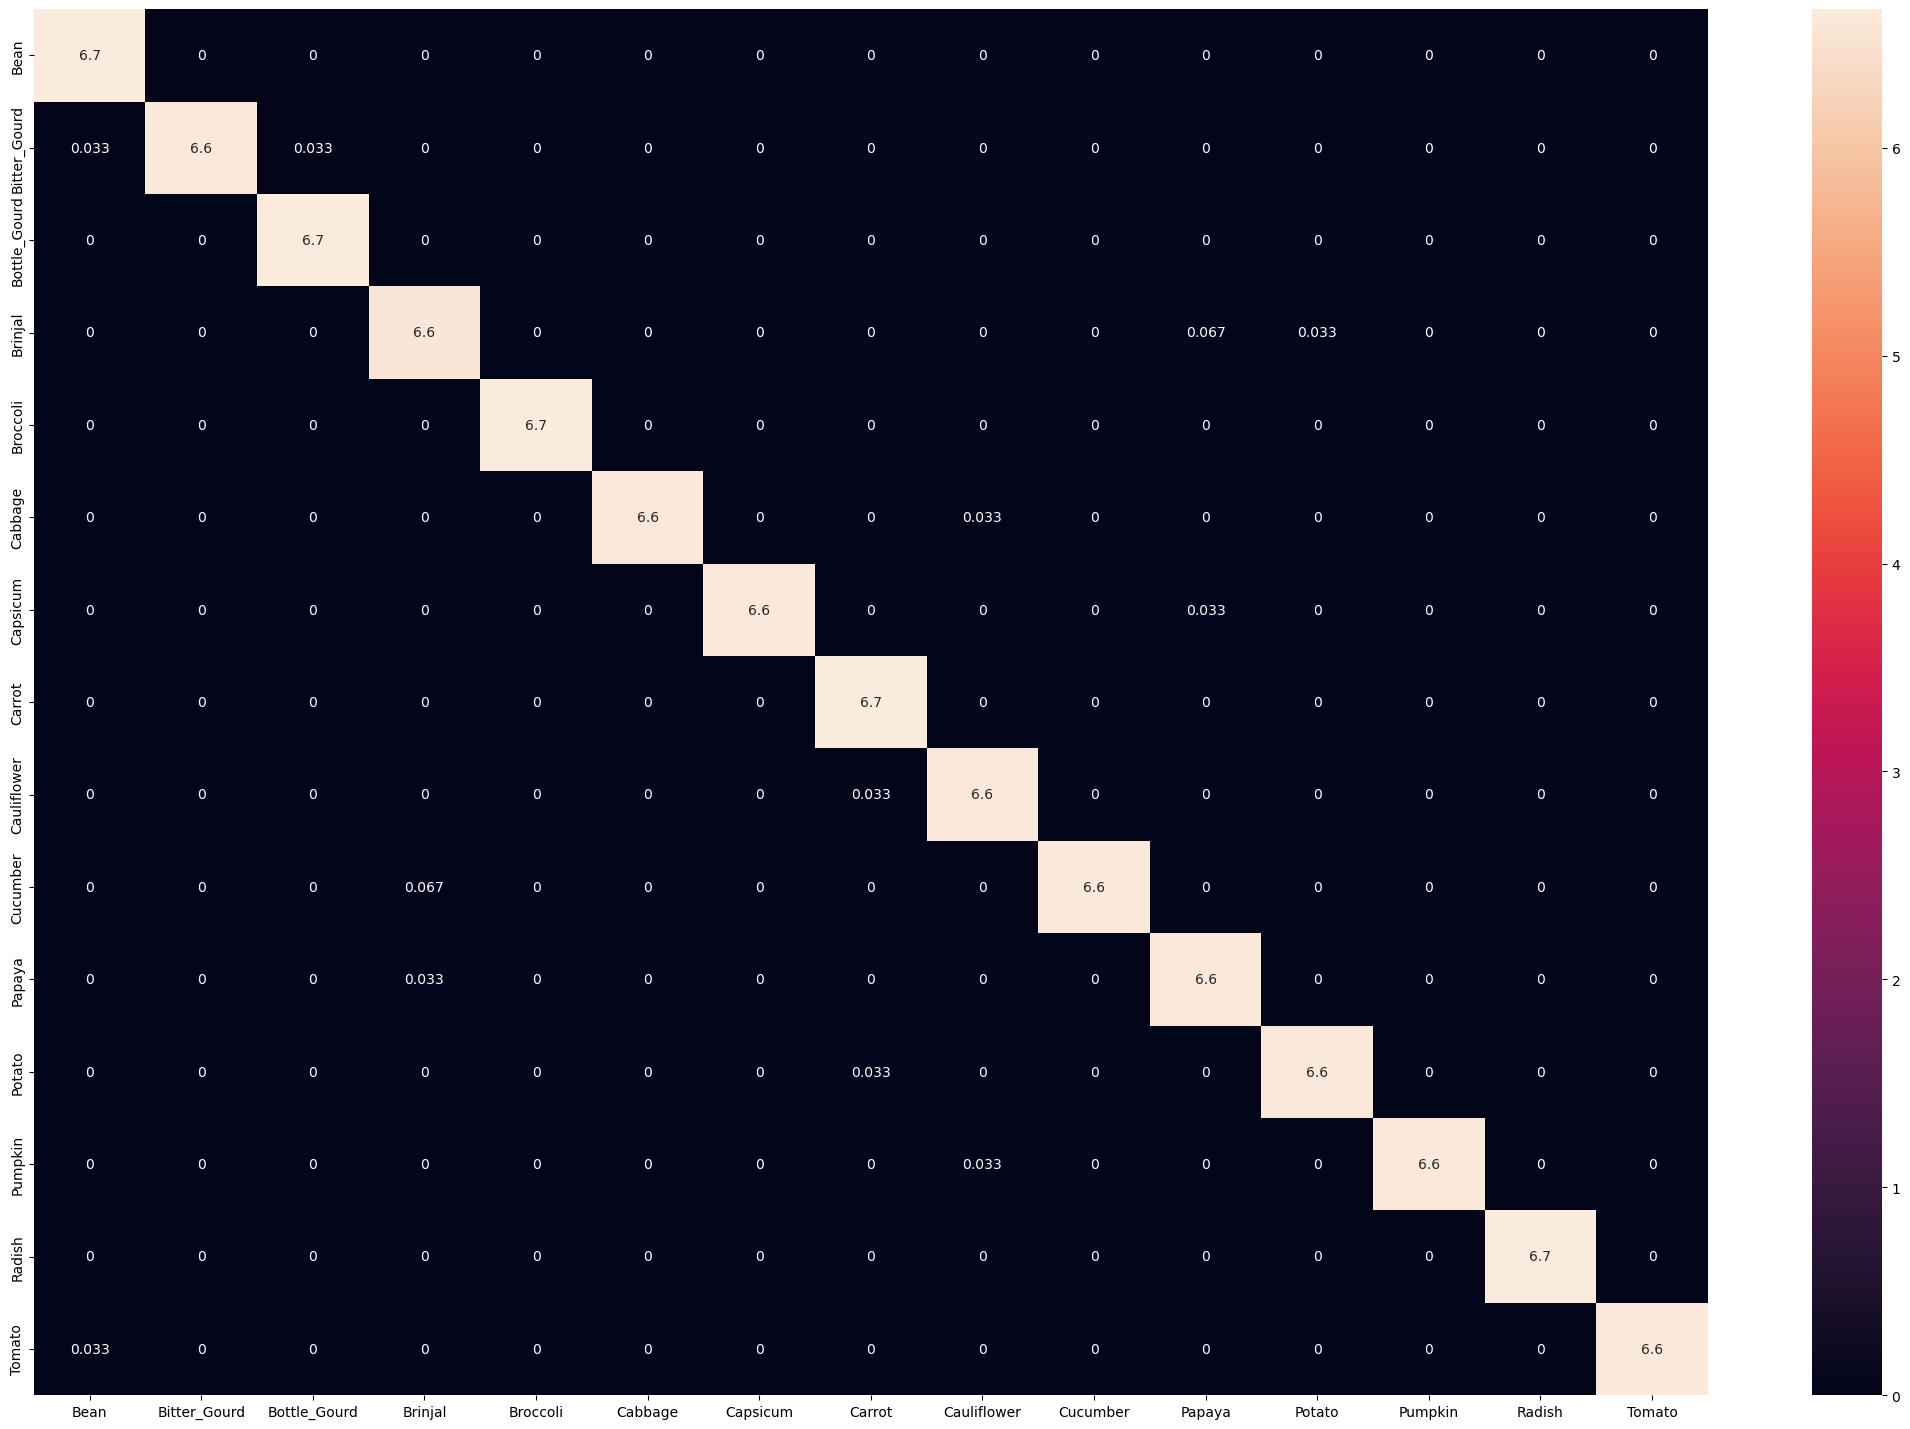 Bean 6.7 0 0 0 0 0 0 0 0 0 0 0 0 0 0
Bitter_Gourd 0.033 6.6 0.033 0 0 0 0 0 0 0 0 0 0 0 0
6
Bottle_Gourd 0 0 6.7 0 0 0 0 0 0 0 0 0 0 0 0
Brinjal 0 0 0 6.6 0 0 0 0 0 0 0.067 0.033 0 0 0
5
Broccoli 0 0 0 0 6.7 0 0 0 0 0 0 0 0 0 0
Cabbage 0 0 0 0 0 6.6 0 0 0.033 0 0 0 0 0 0
4
Capsicum 0 0 0 0 0 0 6.6 0 0 0 0.033 0 0 0 0
Carrot 0 0 0 0 0 0 0 6.7 0 0 0 0 0 0 0
3
Cauliflower 0 0 0 0 0 0 0 0.033 6.6 0 0 0 0 0 0
Cucumber 0 0 0 0.067 0 0 0 0 0 6.6 0 0 0 0 0
Papaya 0 0 0 0.033 0 0 0 0 0 0 6.6 0 0 0 0
2
Potato 0 0 0 0 0 0 0 0.033 0 0 0 6.6 0 0 0
Pumpkin 0 0 0 0 0 0 0 0 0.033 0 0 0 6.6 0 0
1
Radish 0 0 0 0 0 0 0 0 0 0 0 0 0 6.7 0
Tomato 0.033 0 0 0 0 0 0 0 0 0 0 0 0 0 6.6
0
Bean Bitter_Gourd Bottle_Gourd Brinjal Broccoli Cabbage Capsicum Carrot Cauliflower Cucumber Papaya Potato Pumpkin Radish Tomato